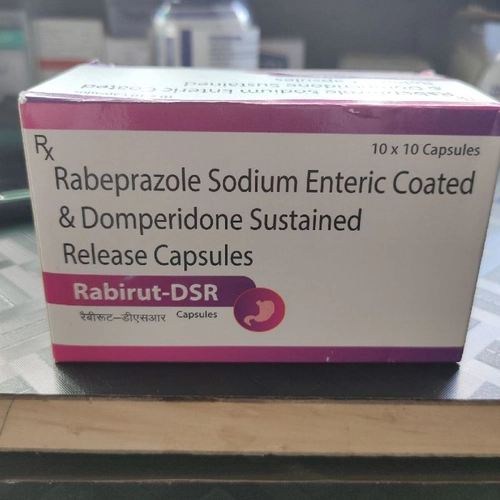 Rx
10 x 10 Capsules
Rabeprazole Sodium Enteric Coated
& Domperidone Sustained
Release Capsules
Rabirut-DSR
रैबीरूट-डीएसआर Capsules